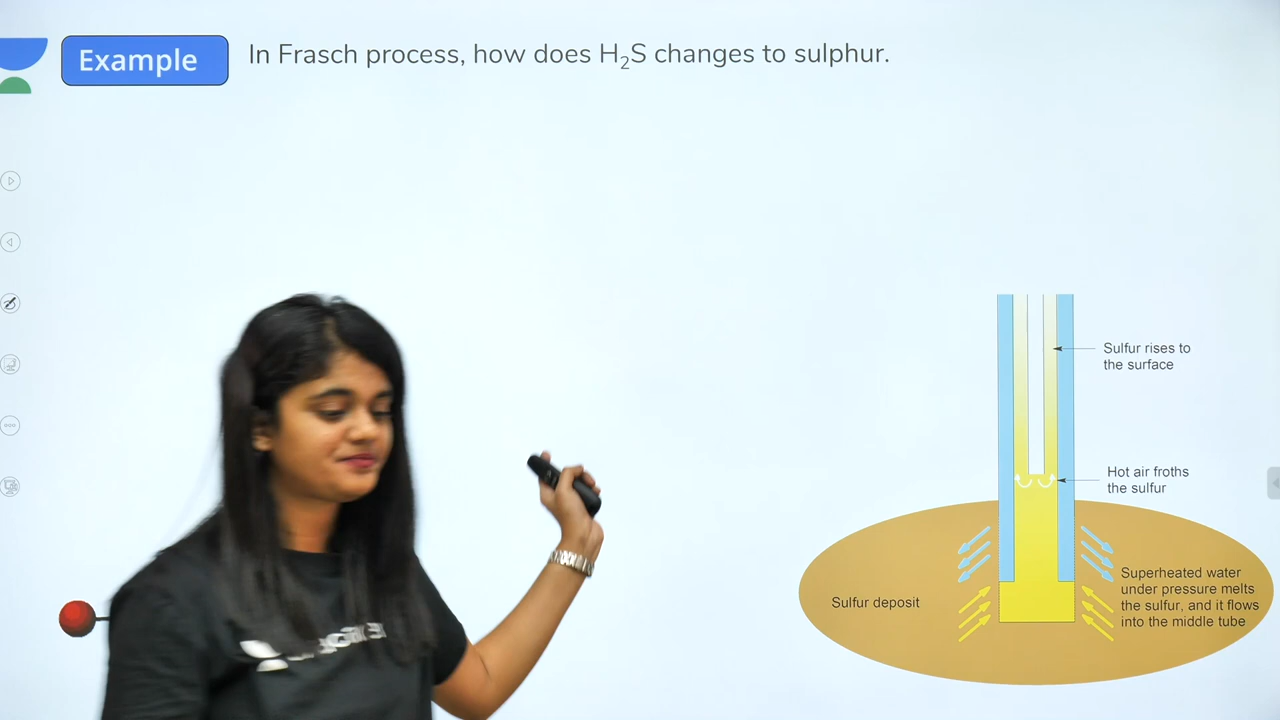 Example
In Frasch process, how does H₂S changes to sulphur.
Sulfur rises to
the surface
Hot air froths
the sulfur
Sulfur deposit
Superheated water
under pressure melts
the sulfur, and it flows
into the middle tube